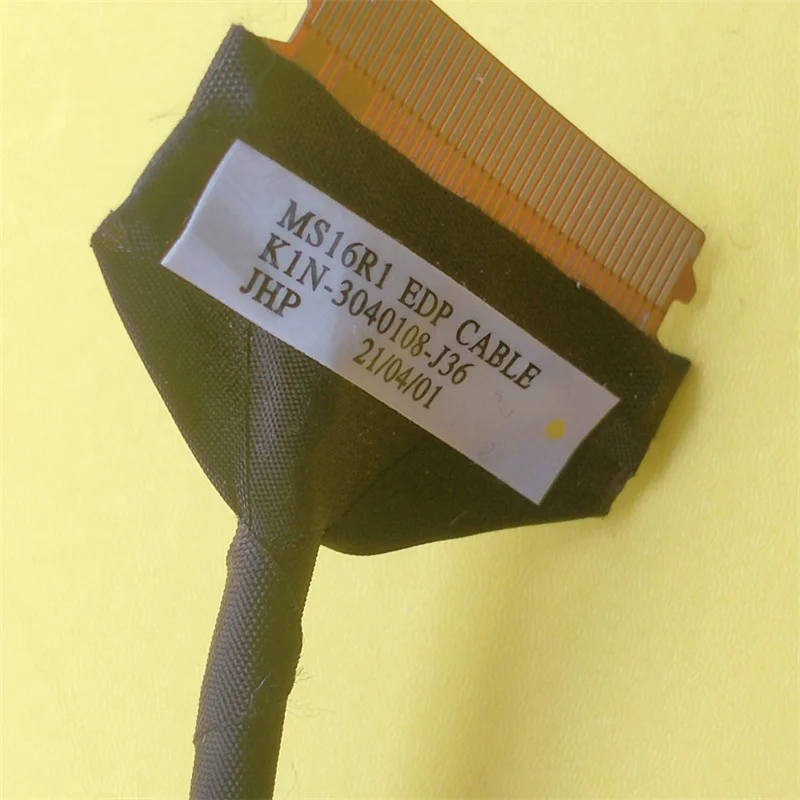 MS16R1 EDP CABLE
K1N-3040108-J36
JHP 21/04/01